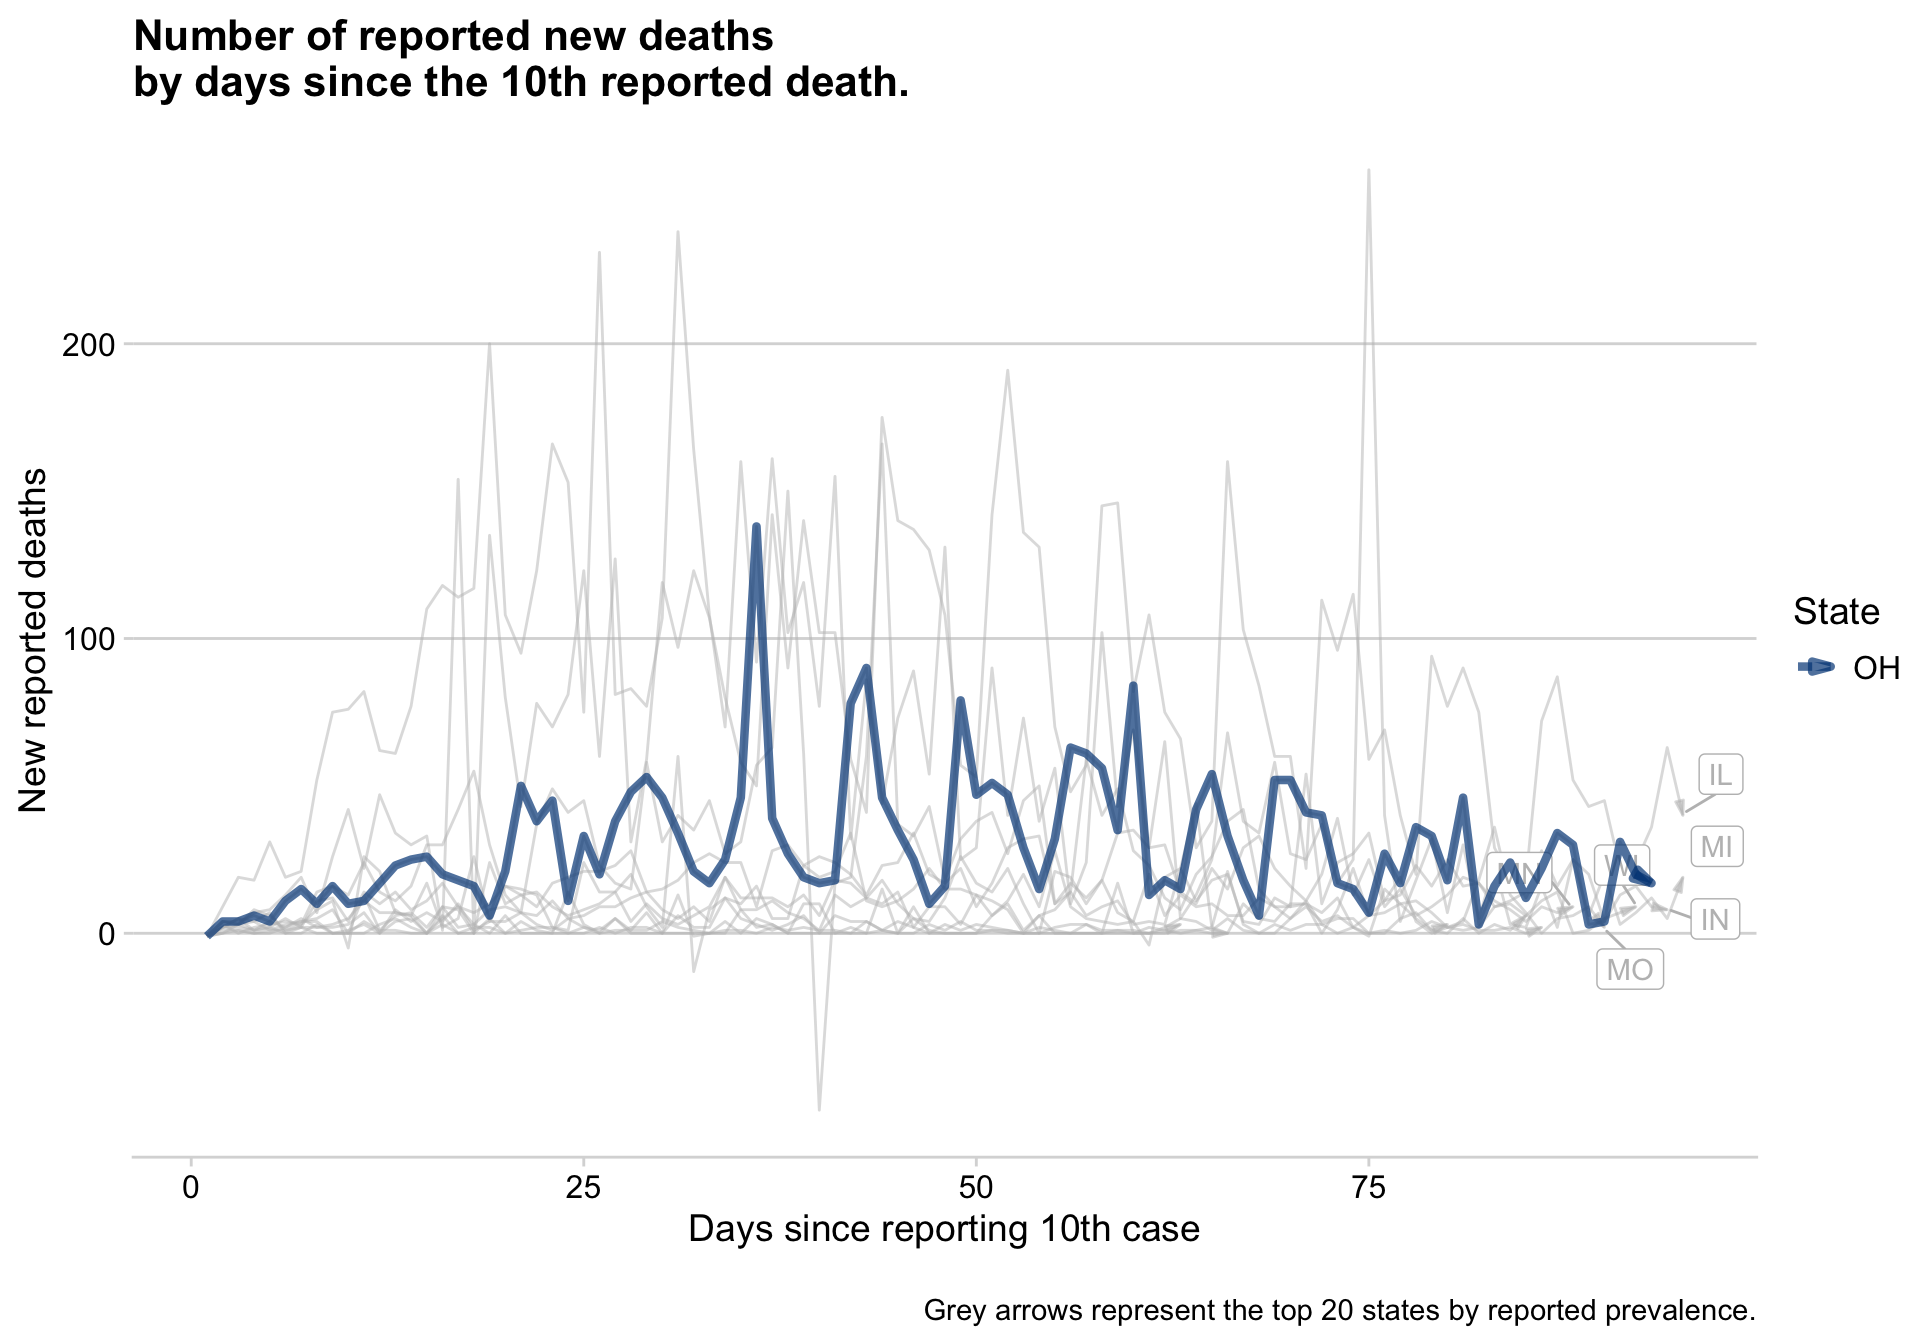 Number of reported new deaths
by days since the 10th reported death.
New reported deaths
200
100
0
0
25
50
75
Days since reporting 10th case
State
OH
IL
MI
IN
MO
Grey arrows represent the top 20 states by reported prevalence.